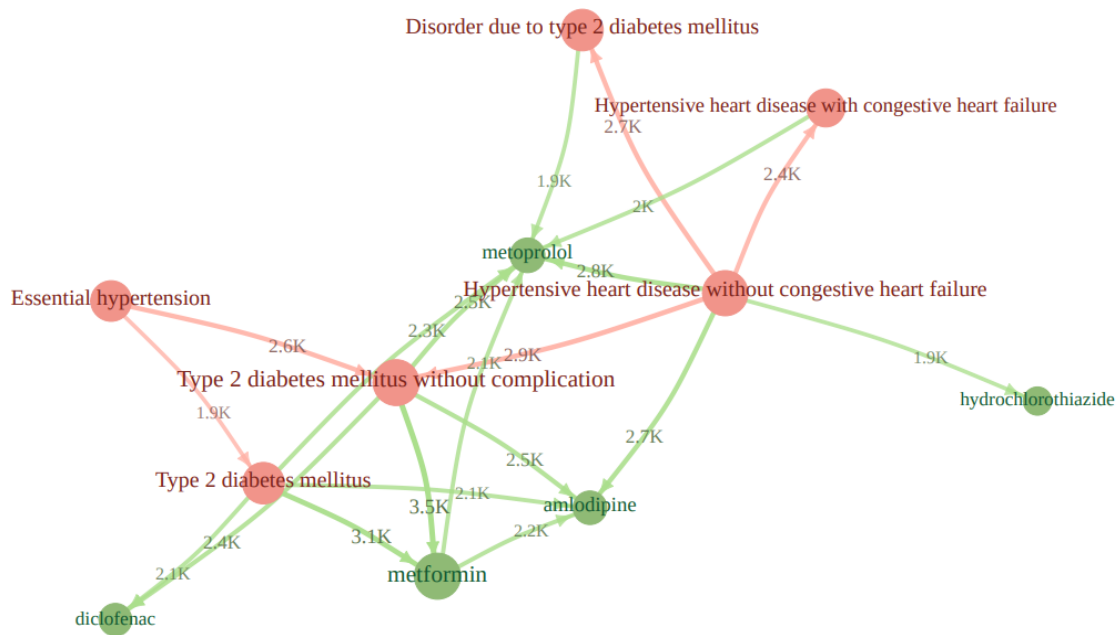 Disorder due to type 2 diabetes mellitus
Hypertensive heart disease with congestive heart failure
2.7K
2.4K
1.9K
2K
metoprolol
2.8K
Hypertensive heart disease without congestive heart failure
Essential hypertension
2.5K
2.3K
2.6K
2.1K
2.9K
1.9K
Type 2 diabetes mellitus without complication
hydrochlorothiazide
1.9K
2.7K
2.5K
Type 2 diabetes mellitus
2.1K
3.5K
amlodipine
3.1K
2.2K
2.4K
2.1K
metformin
diclofenac